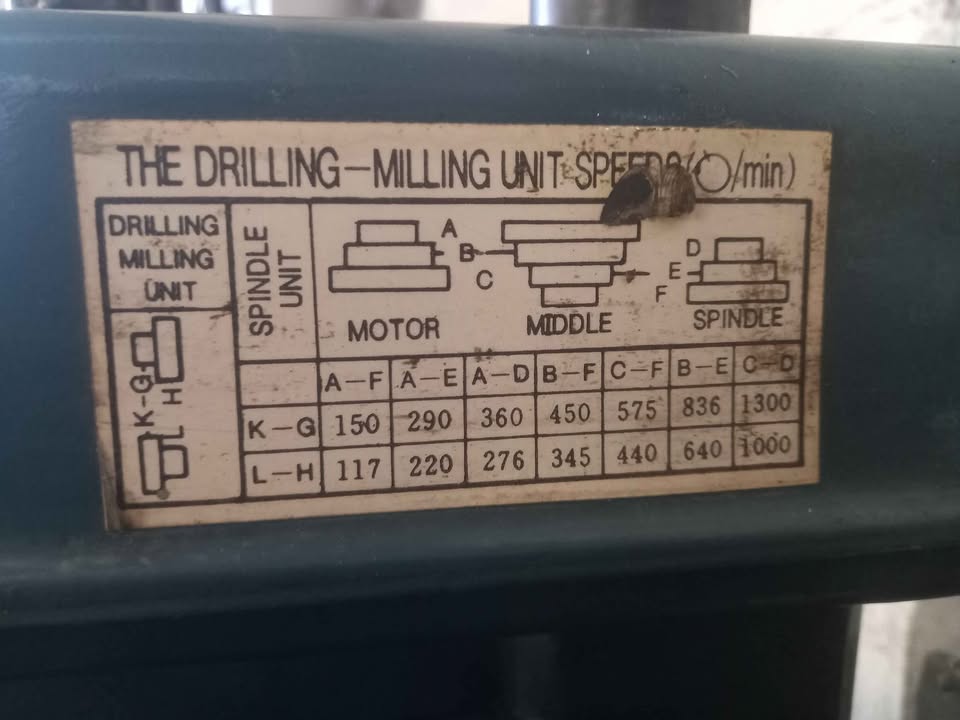 THE DRILLING-MILLING UNIT SPEEDS(◯/min)
DRILLING
MILLING
UNIT
SPINDLE
UNIT
A
B
C
MOTOR
MIDDLE
D
E
F
SPINDLE
K-G
H
L
A-F A-E A-D B-F C-F B-E C-D
K-G 150 290 360 450 575 836 1300
L-H 117 220 276 345 440 640 1000